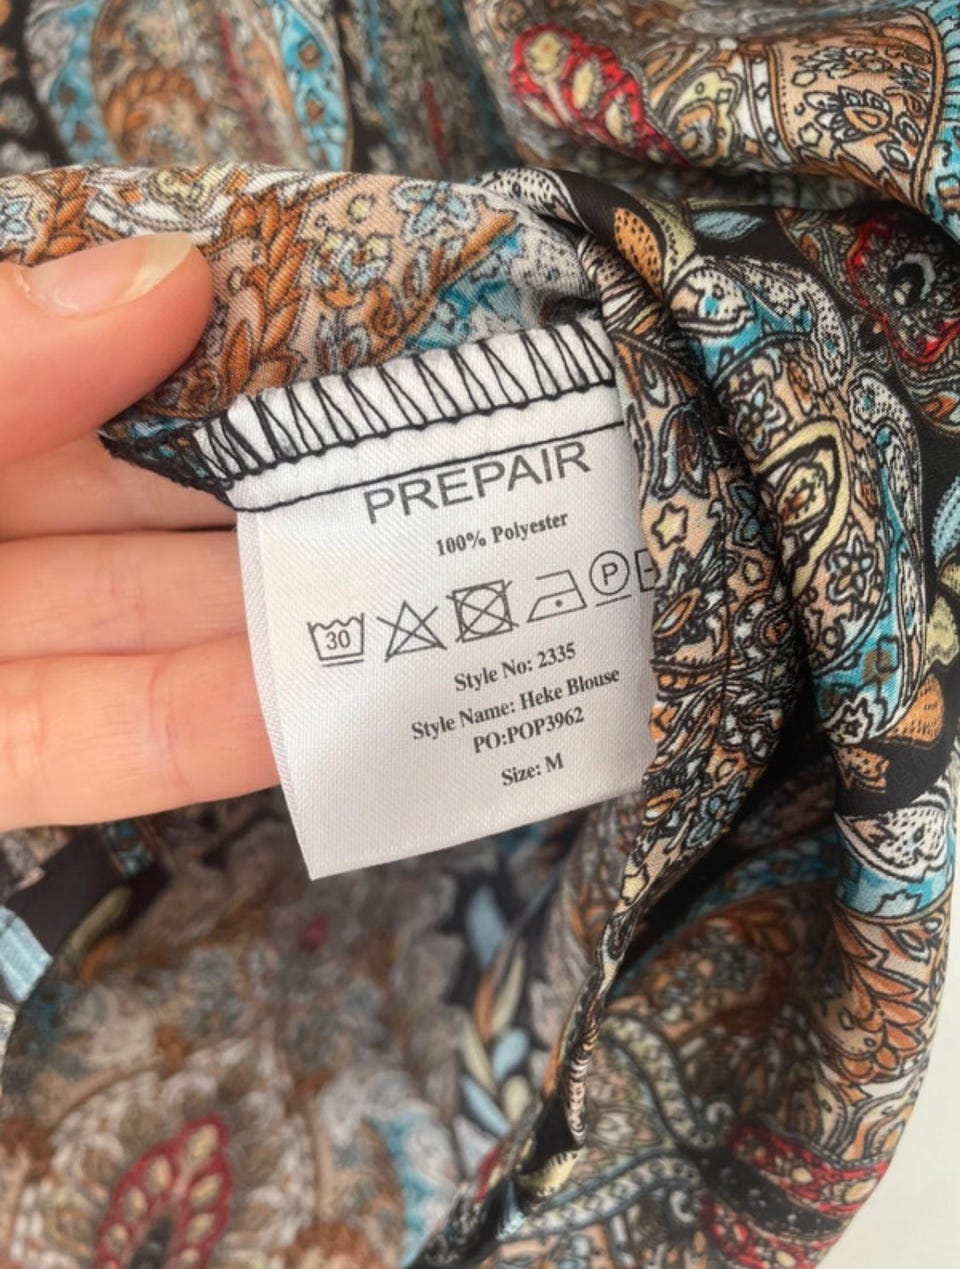 PREPAIR
100% Polyester
30 P
Style No: 2335
Style Name: Heke Blouse
PO:POP3962
Size: M